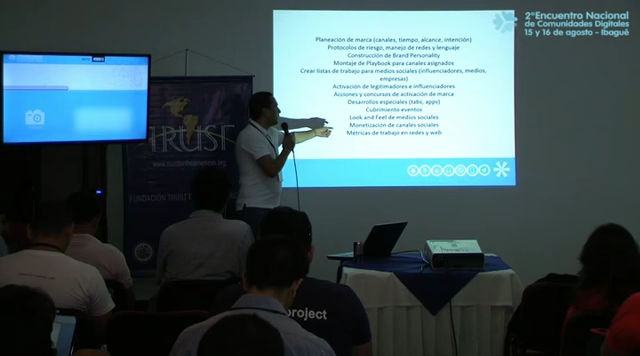 2º Encuentro Nacional
de Comunidades Digitales
15 y 16 de agosto - Ibagué
Planeación de marca (canales, tiempo, alcance, intención)
Protocolos de riesgo, manejo de redes y lenguaje
Construcción de Brand Personality
Montaje de Playbook para canales asignados
Crear listas de trabajo para medios sociales (influenciadores, medios,
empresas)
Activación de legitimadores e influenciadores
Acciones y concursos de activación de marca
Desarrollos especiales (tabs, apps)
Cubrimiento eventos
Look and Feel de medios sociales
Monetización de canales sociales
Métricas de trabajo en redes y web
TRUST
FUNDACIÓN TRUST
project